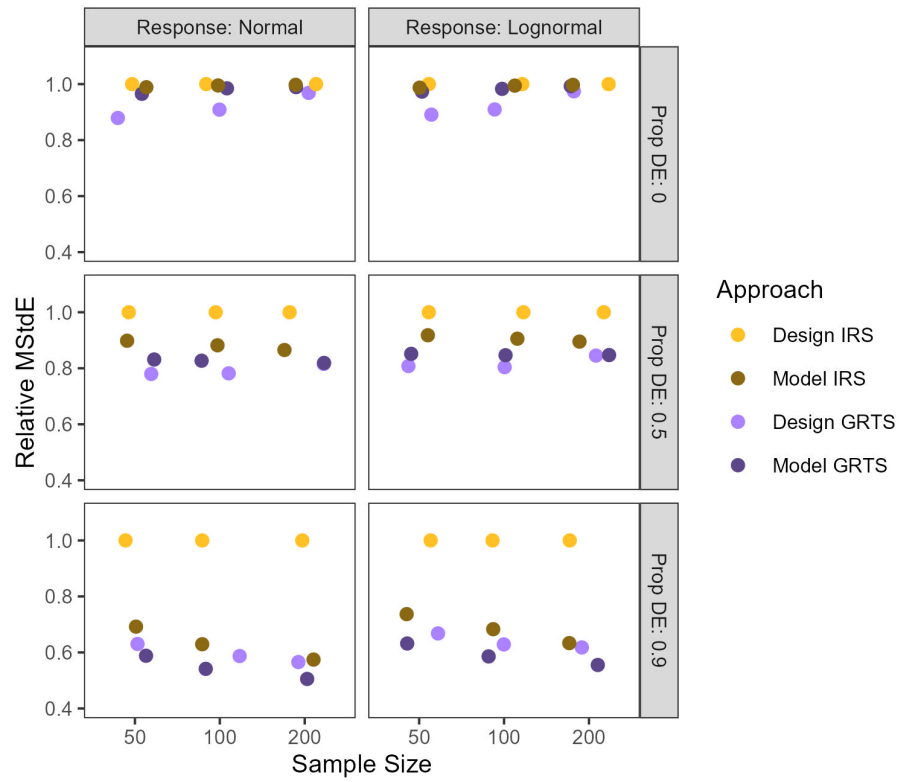 Response: Normal
Response: Lognormal
1.0
0.8
0.6
0.4
Prop DE: 0
1.0
0.8
0.6
0.4
Prop DE: 0.5
1.0
0.8
0.6
0.4
Prop DE: 0.9
50
100
200
50
100
200
Relative MStdE
Sample Size
Approach
Design IRS
Model IRS
Design GRTS
Model GRTS